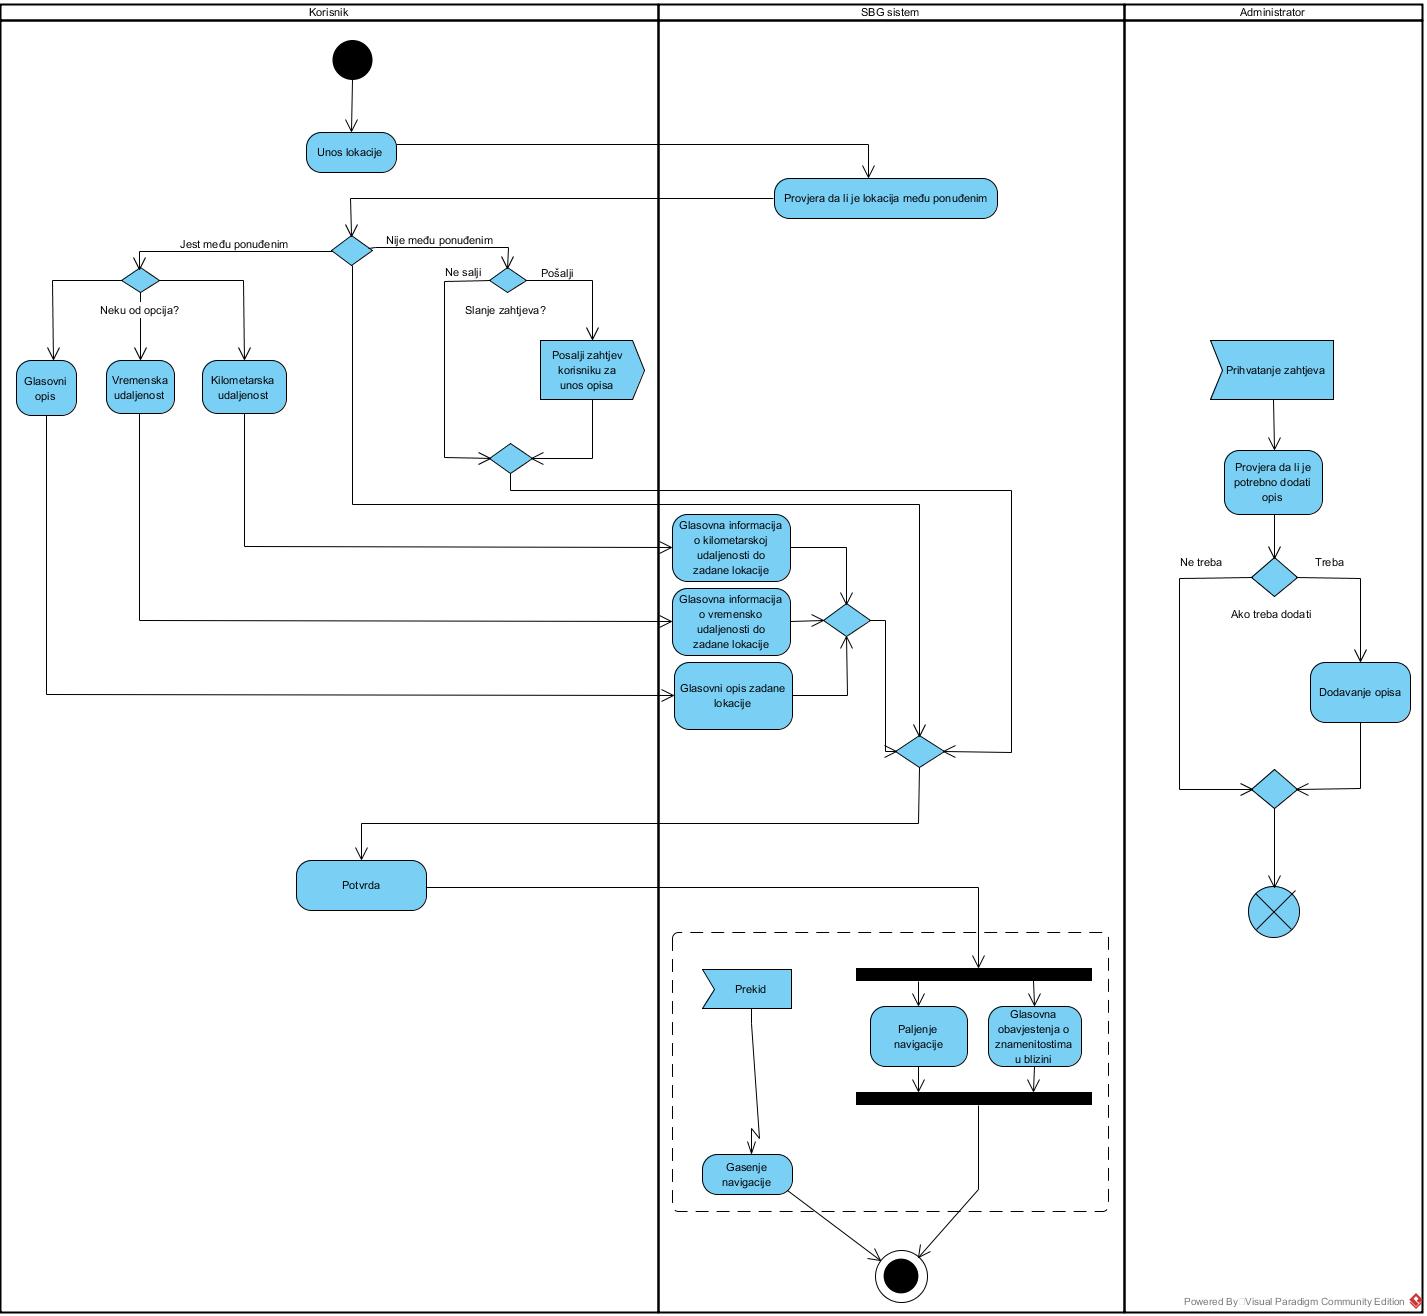 Korisnik
SBG sistem
Administrator
Unos lokacije
Provjera da li je lokacija među ponuđenim
Jest među ponuđenim
Nije među ponuđenim
Ne salji
Pošalji
Neku od opcija?
Slanje zahtjeva?
Posalji zahtjev
korisniku za
unos opisa
Prihvatanje zahtjeva
Glasovni
opis
Vremenska
udaljenost
Kilometarska
udaljenost
Provjera da li je
potrebno dodati
opis
Glasovna informacija
o kilometarskoj
udaljenosti do
zadane lokacije
Ne treba
Treba
Ako treba dodati
Glasovna informacija
o vremensko
udaljenosti do
zadane lokacije
Glasovni opis zadane
lokacije
Dodavanje opisa
Potvrda
Prekid
Paljenje
navigacije
Glasovna
obavjestenja o
znamenitostima
u blizini
Gasenje
navigacije
Powered By Visual Paradigm Community Edition